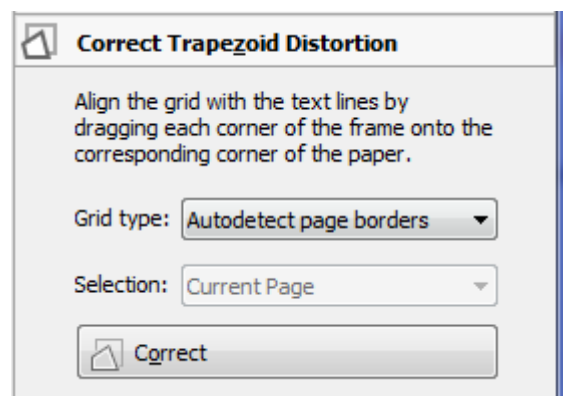 Correct Trapezoid Distortion
Align the grid with the text lines by
dragging each corner of the frame onto the
corresponding corner of the paper.
Grid type: Autodetect page borders
Selection: Current Page
Correct